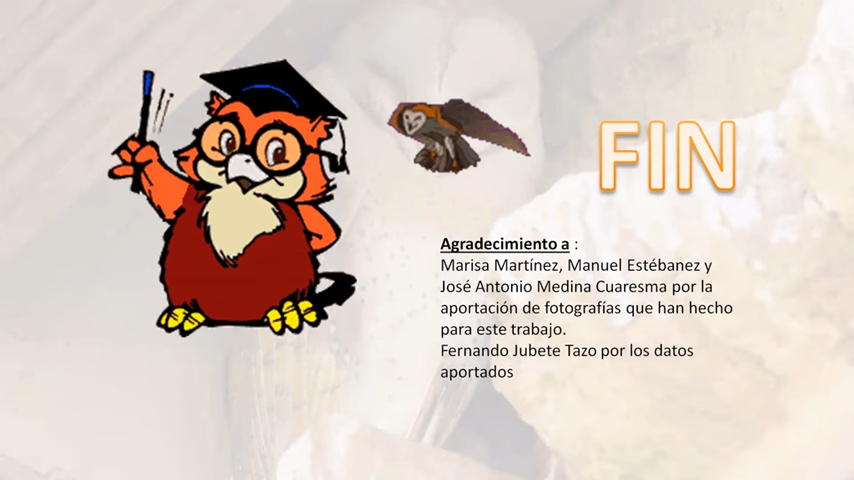 FIN
Agradecimiento a :
Marisa Martínez, Manuel Estébanez y
José Antonio Medina Cuaresma por la
aportación de fotografías que han hecho
para este trabajo.
Fernando Jubete Tazo por los datos
aportados